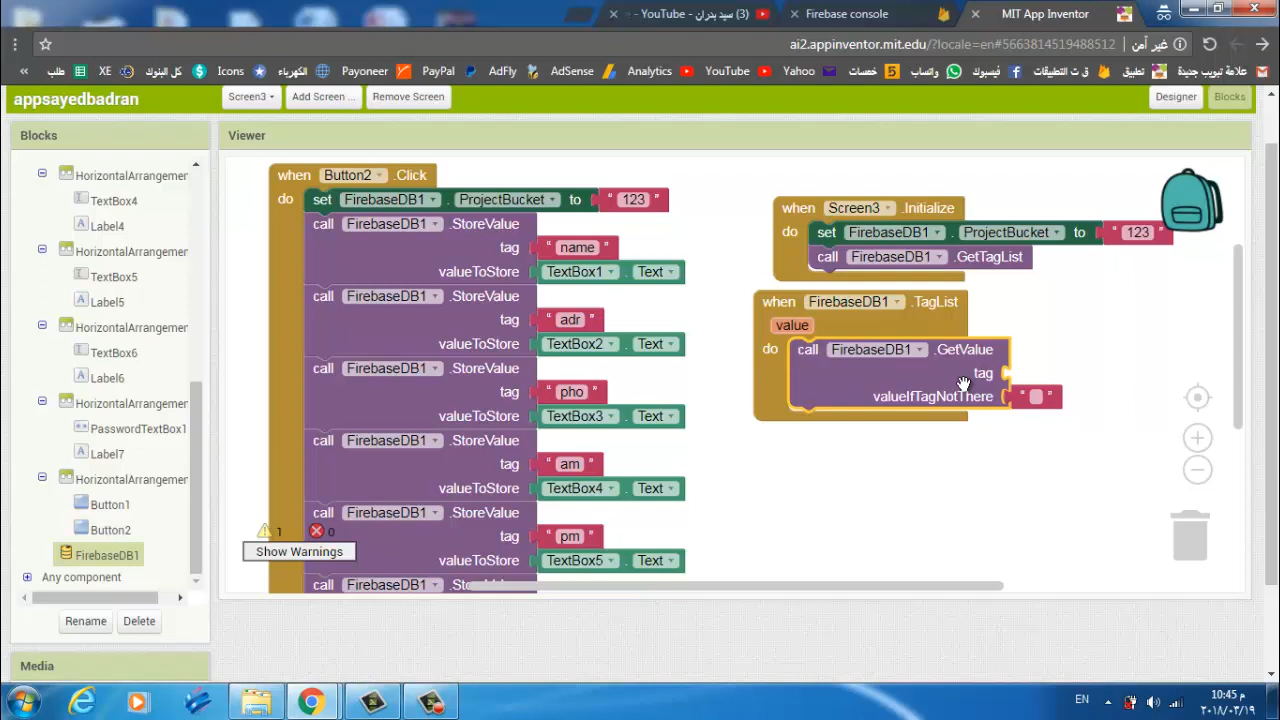 (3) سيد بدران - YouTube -
Firebase console
MIT App Inventor
ai2.appinventor.mit.edu/?locale=en#5663814519488512
غير آمن
علامة تبويب جديدة
تطبيق
ق ت التطبيقات
فيسبوك
واتساب
خمسات
Yahoo
YouTube
Analytics
AdSense
AdFly
PayPal
Payoneer
الكهرباء
Icons
كل البنوك
XE
طلب
«
appsayedbadran
Screen3
Add Screen ...
Remove Screen
Designer
Blocks
Blocks
Viewer
HorizontalArrangemer
TextBox4
Label4
HorizontalArrangemer
TextBox5
Label5
HorizontalArrangemer
TextBox6
Label6
HorizontalArrangemer
PasswordTextBox1
Label7
HorizontalArrangemer
Button1
Button2
FirebaseDB1
Any component
Rename
Delete
Media
when Button2 .Click
do set FirebaseDB1 . ProjectBucket to " 123 "
call FirebaseDB1 .StoreValue
tag " name "
valueToStore TextBox1 . Text
call FirebaseDB1 .StoreValue
tag " adr "
valueToStore TextBox2 . Text
call FirebaseDB1 .StoreValue
tag " pho "
valueToStore TextBox3 . Text
call FirebaseDB1 .StoreValue
tag " am "
valueToStore TextBox4 . Text
call FirebaseDB1 .StoreValue
tag " pm "
valueToStore TextBox5 . Text
call FirebaseDB1
1 0
Show Warnings
when Screen3 .Initialize
do set FirebaseDB1 . ProjectBucket to " 123 "
call FirebaseDB1 .GetTagList
when FirebaseDB1 .TagList
value
do call FirebaseDB1 .GetValue
tag
valueIfTagNotThere " "
EN
10:45 م
٢٠١٨/٠٣/١٩